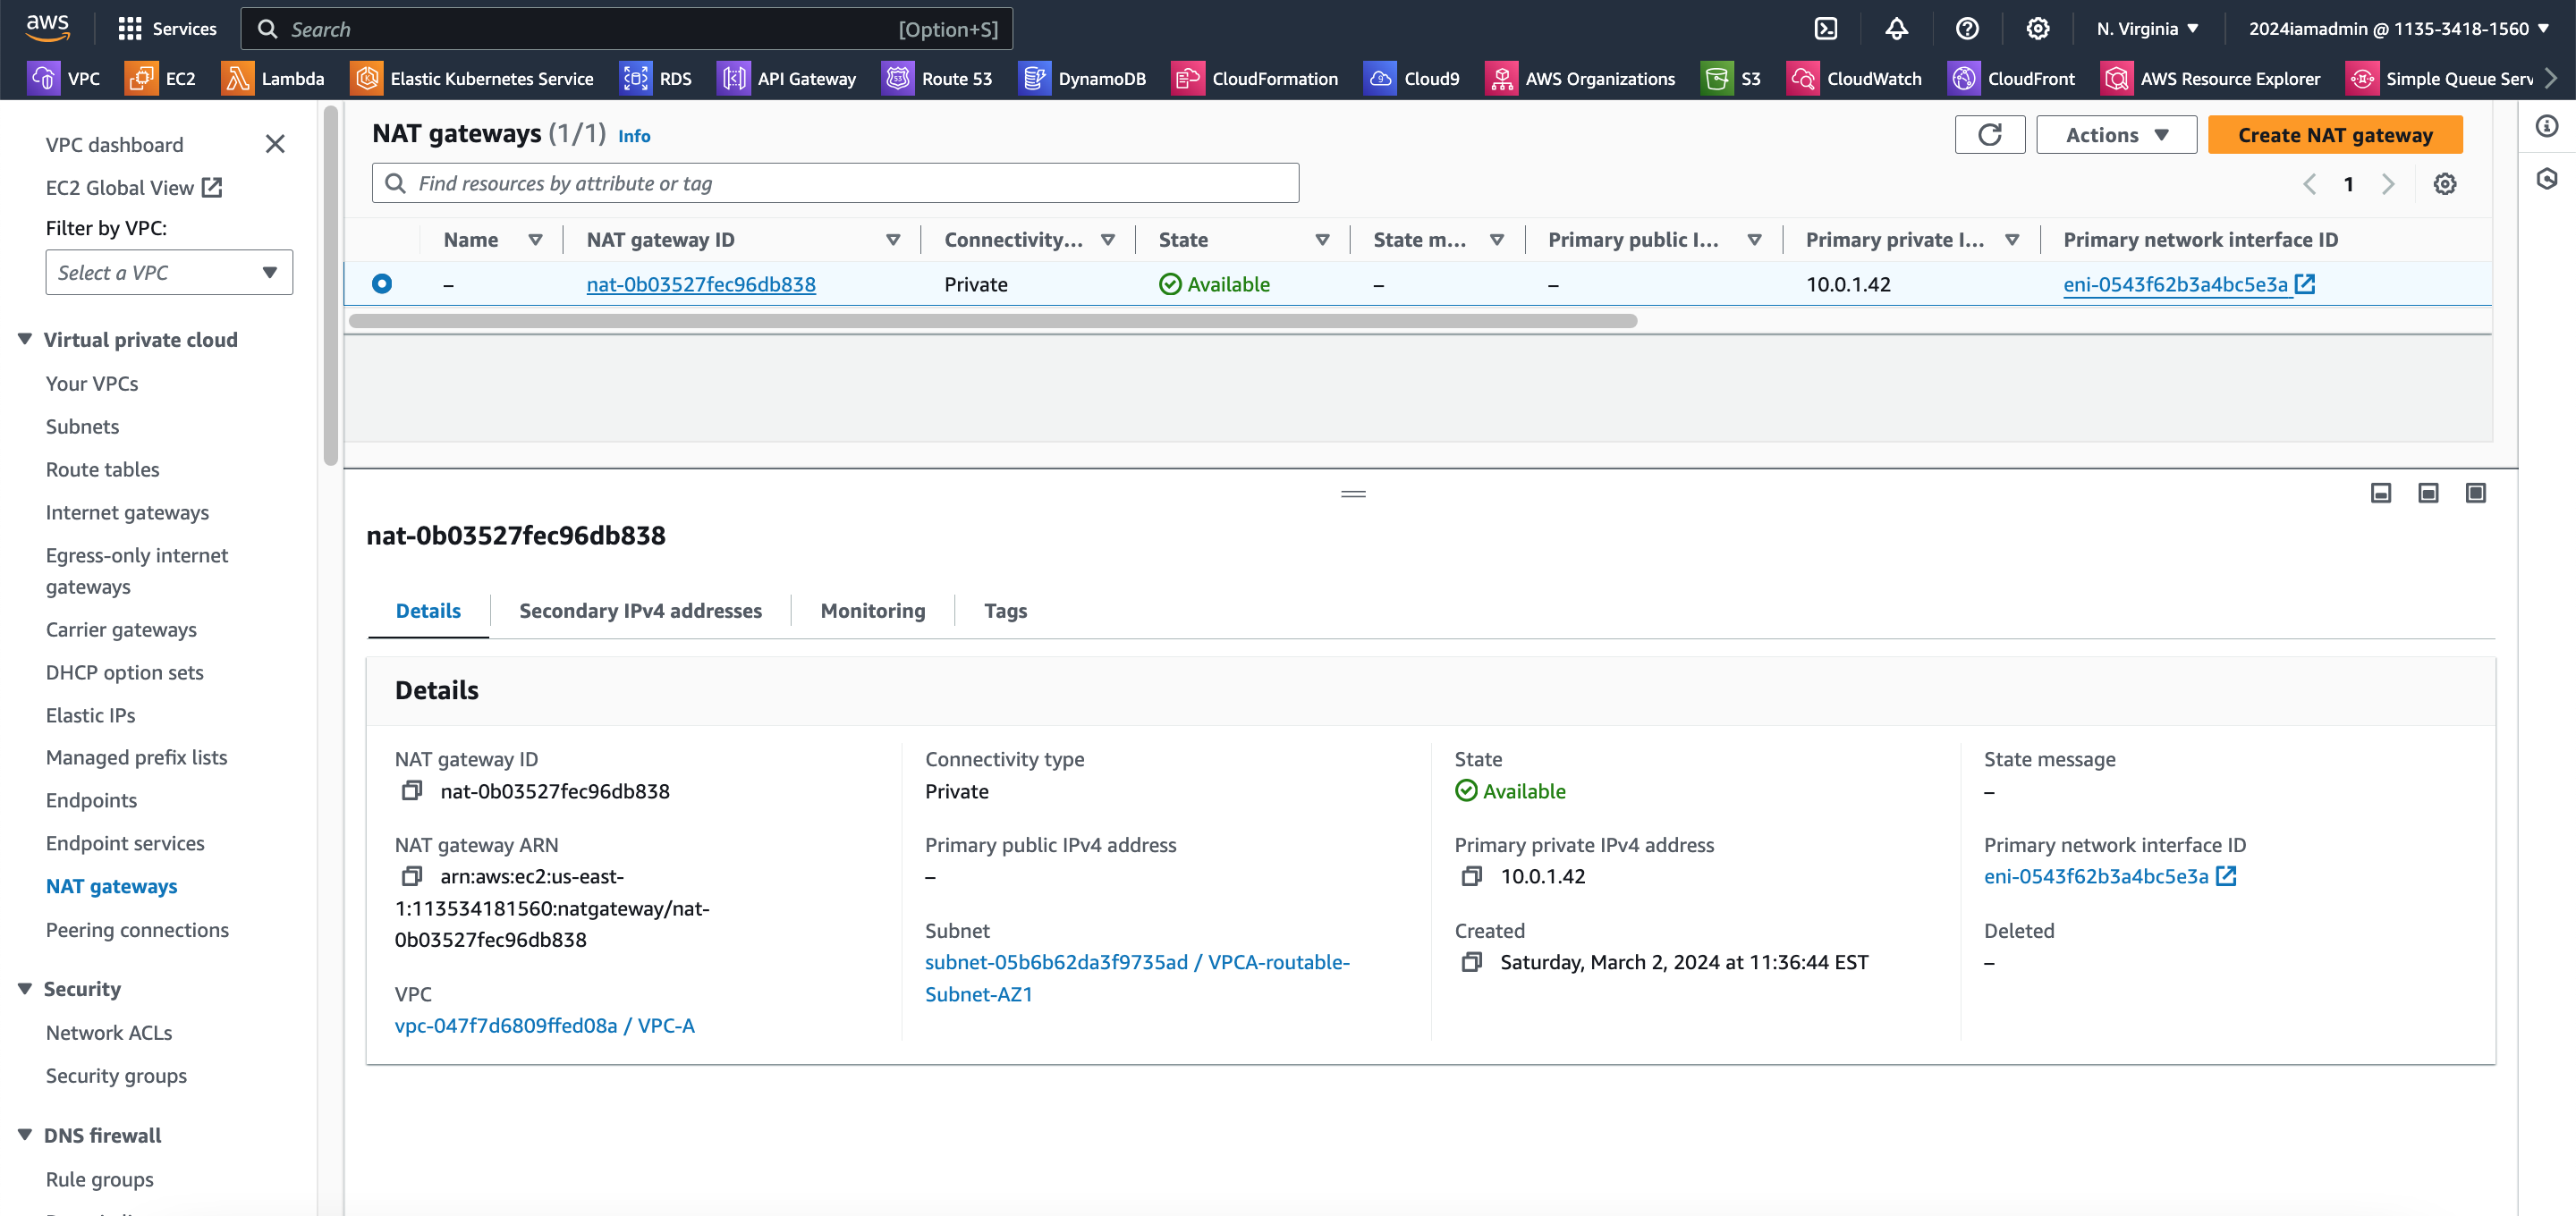 aws
Services
Search
[Option+S]
N. Virginia
2024iamadmin @ 1135-3418-1560
VPC
EC2
Lambda
Elastic Kubernetes Service
RDS
API Gateway
Route 53
DynamoDB
CloudFormation
Cloud9
AWS Organizations
S3
CloudWatch
CloudFront
AWS Resource Explorer
Simple Queue Serv
VPC dashboard
EC2 Global View
Filter by VPC:
Select a VPC
Virtual private cloud
Your VPCs
Subnets
Route tables
Internet gateways
Egress-only internet
gateways
Carrier gateways
DHCP option sets
Elastic IPs
Managed prefix lists
Endpoints
Endpoint services
NAT gateways
Peering connections
Security
Network ACLs
Security groups
DNS firewall
Rule groups
NAT gateways (1/1) Info
Actions
Create NAT gateway
Find resources by attribute or tag
1
Name
NAT gateway ID
Connectivity...
State
State m...
Primary public I...
Primary private I...
Primary network interface ID
–
nat-0b03527fec96db838
Private
Available
–
–
10.0.1.42
eni-0543f62b3a4bc5e3a
nat-0b03527fec96db838
Details
Secondary IPv4 addresses
Monitoring
Tags
Details
NAT gateway ID
nat-0b03527fec96db838
NAT gateway ARN
arn:aws:ec2:us-east-
1:113534181560:natgateway/nat-
0b03527fec96db838
VPC
vpc-047f7d6809ffed08a / VPC-A
Connectivity type
Private
Primary public IPv4 address
–
Subnet
subnet-05b6b62da3f9735ad / VPCA-routable-
Subnet-AZ1
State
Available
Primary private IPv4 address
10.0.1.42
Created
Saturday, March 2, 2024 at 11:36:44 EST
State message
–
Primary network interface ID
eni-0543f62b3a4bc5e3a
Deleted
–